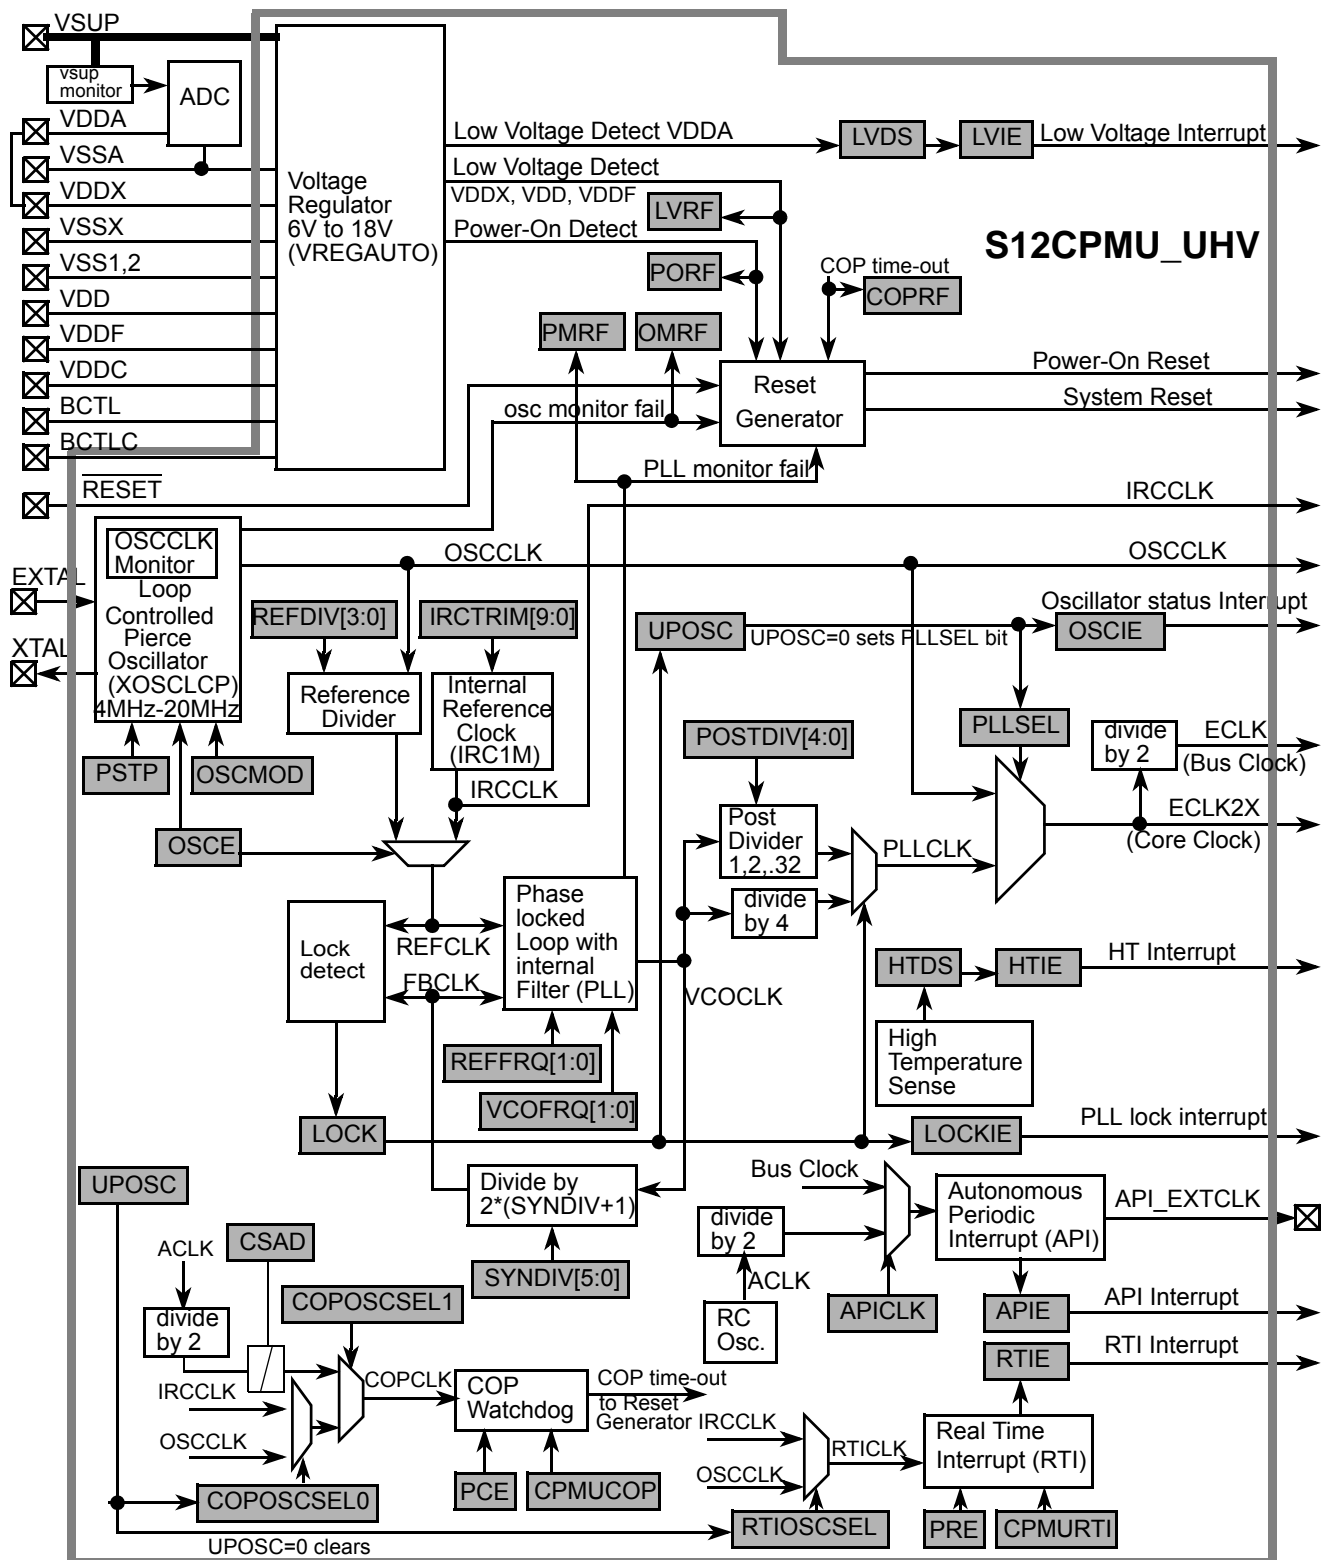 VSUP
vsup
monitor
ADC
VDDA
VSSA
VDDX
VSSX
VSS1,2
VDD
VDDF
VDDC
BCTL
BCTLC
RESET
Voltage
Regulator
6V to 18V
(VREGAUTO)
Low Voltage Detect VDDA
LVDS
LVIE
Low Voltage Interrupt
Low Voltage Detect
VDDX, VDD, VDDF
LVRF
Power-On Detect
PORF
S12CPMU_UHV
COP time-out
COPRF
PMRF
OMRF
Reset
Generator
Power-On Reset
System Reset
osc monitor fail
PLL monitor fail
IRCCLK
OSCCLK
Monitor
Loop
Controlled
Pierce
Oscillator
(XOSCLCP)
4MHz-20MHz
EXTAL
XTAL
OSCCLK
OSCCLK
REFDIV[3:0]
IRCTRIM[9:0]
UPOSC
UPOSC=0 sets PLLSEL bit
Oscillator status Interrupt
OSCIE
Reference
Divider
Internal
Reference
Clock
(IRC1M)
PSTP
OSCMOD
OSCE
IRCCLK
POSTDIV[4:0]
PLLSEL
divide
by 2
ECLK
(Bus Clock)
ECLK2X
(Core Clock)
Post
Divider
1,2,.32
PLLCLK
divide
by 4
Lock
detect
REFCLK
FBCLK
Phase
locked
Loop with
internal
Filter (PLL)
VCOCLK
REFFRQ[1:0]
VCOFRQ[1:0]
HTDS
HTIE
HT Interrupt
High
Temperature
Sense
LOCK
LOCKIE
PLL lock interrupt
UPOSC
Divide by
2*(SYNDIV+1)
SYNDIV[5:0]
Bus Clock
divide
by 2
ACLK
RC
Osc.
APICLK
Autonomous
Periodic
Interrupt (API)
API_EXTCLK
APIE
API Interrupt
RTIE
RTI Interrupt
ACLK
CSAD
divide
by 2
COPOSCSEL1
IRCCLK
OSCCLK
COPCLK
COP
Watchdog
COP time-out
to Reset
Generator
COPOSCSEL0
PCE
CPMUCOP
IRCCLK
OSCCLK
RTICLK
Real Time
Interrupt (RTI)
RTIOSCSEL
PRE
CPMURTI
UPOSC=0 clears